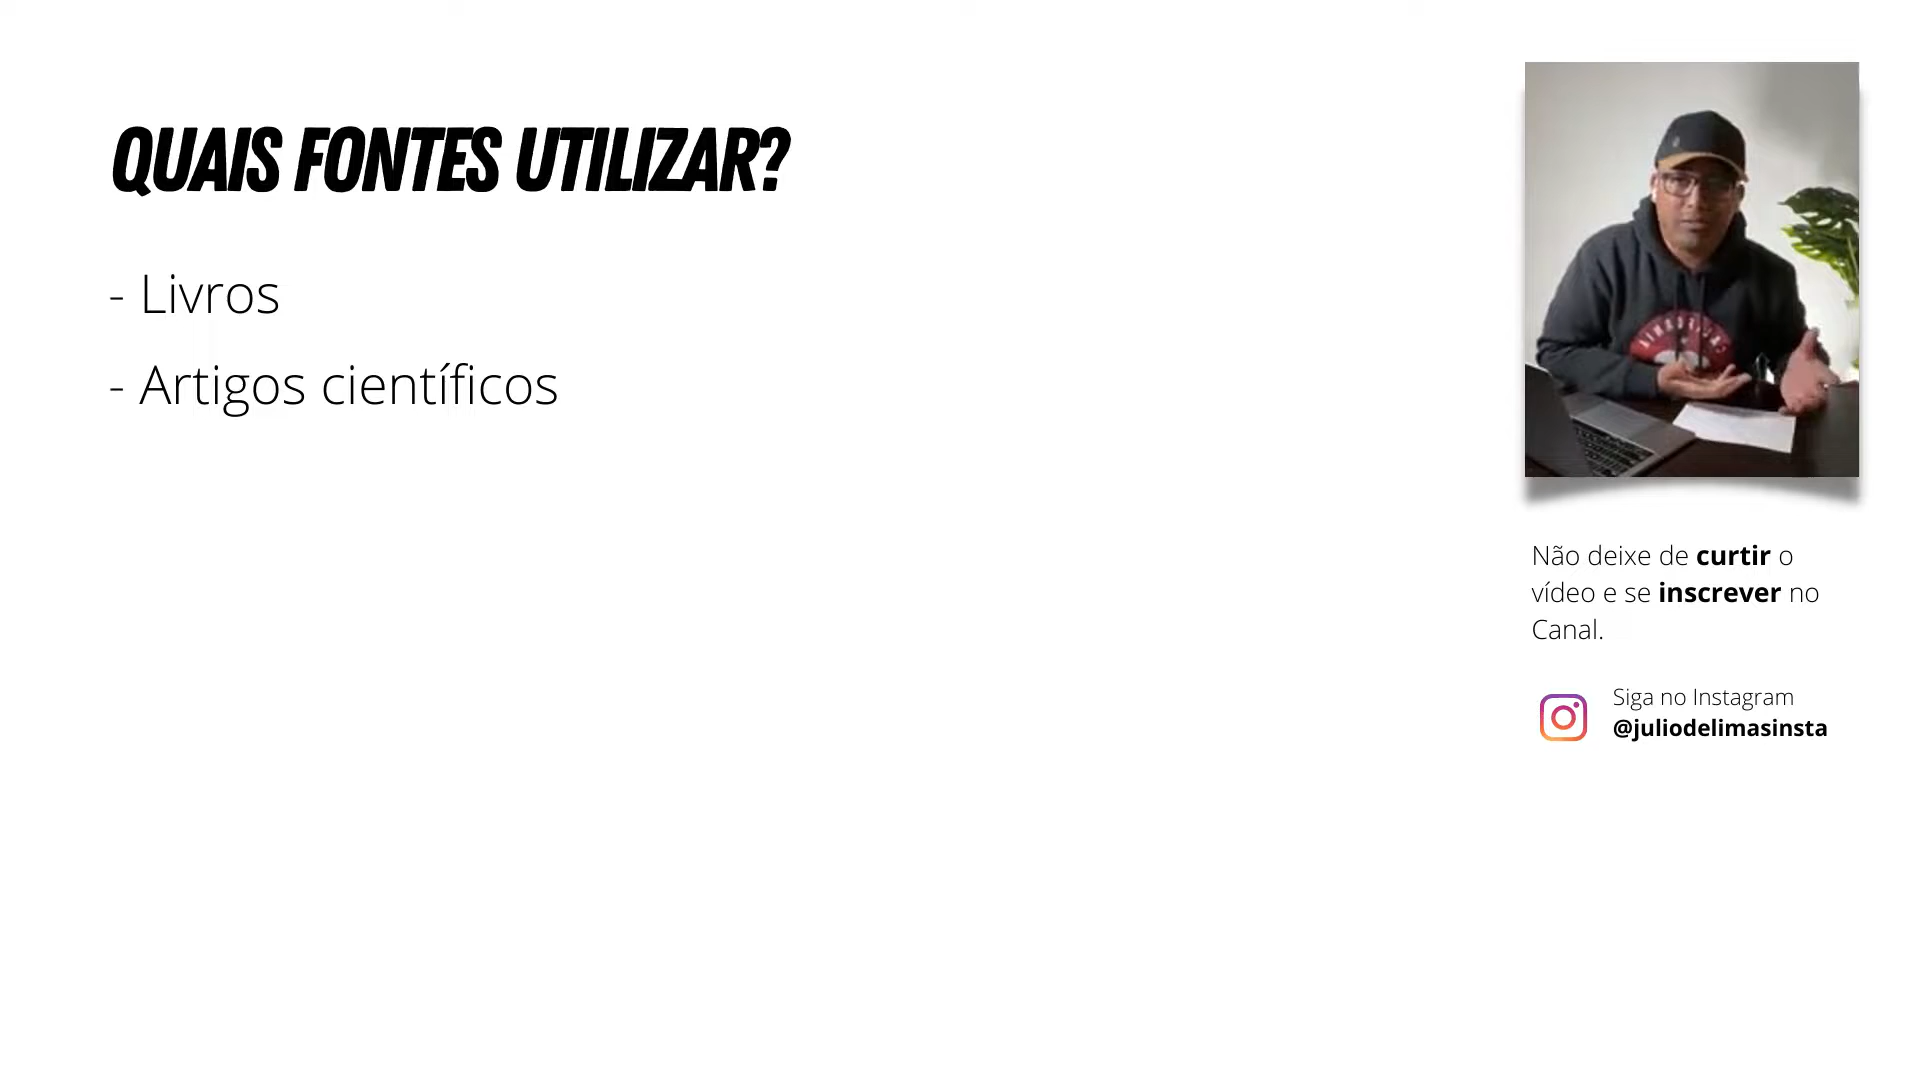 QUAIS FONTES UTILIZAR?
- Livros
- Artigos científicos
Não deixe de curtir o
vídeo e se inscrever no
Canal.
Siga no Instagram
@juliodelimasinsta